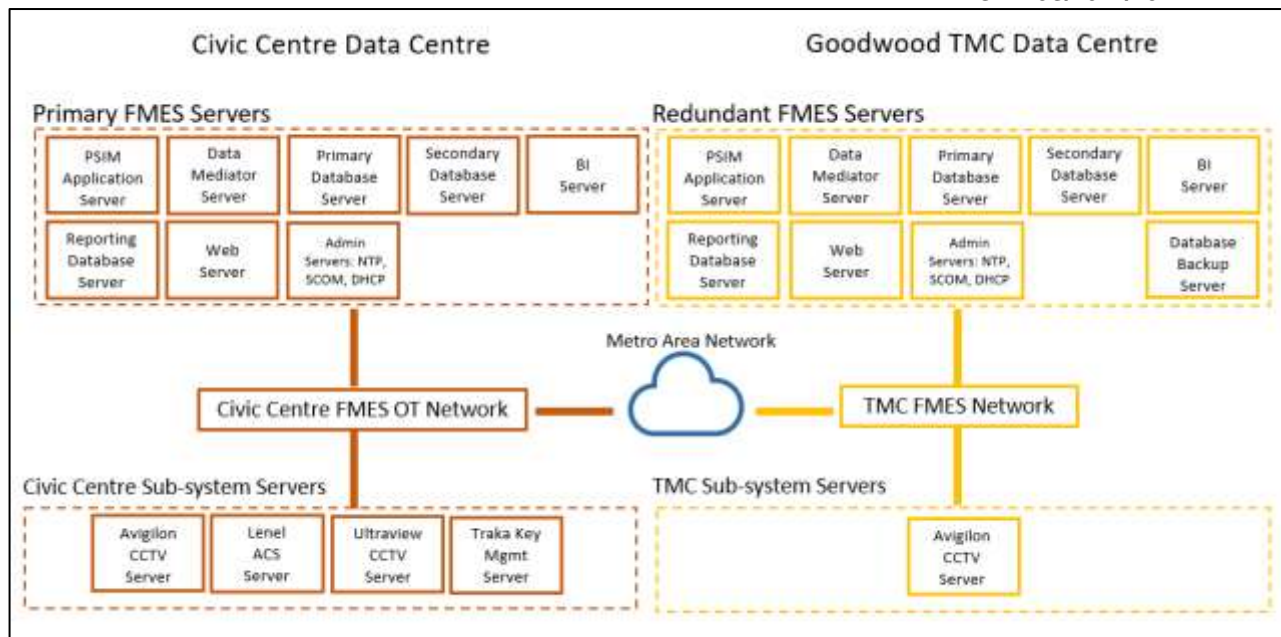 Civic Centre Data Centre
Goodwood TMC Data Centre
Primary FMES Servers
Redundant FMES Servers
PSIM
Application
Server
Data
Mediator
Server
Primary
Database
Server
Secondary
Database
Server
BI
Server
Reporting
Database
Server
Web
Server
Admin
Servers: NTP,
SCOM, DHCP
PSIM
Application
Server
Data
Mediator
Server
Primary
Database
Server
Secondary
Database
Server
BI
Server
Reporting
Database
Server
Web
Server
Admin
Servers: NTP,
SCOM, DHCP
Database
Backup
Server
Metro Area Network
Civic Centre FMES OT Network
TMC FMES Network
Civic Centre Sub-system Servers
TMC Sub-system Servers
Avigilon
CCTV
Server
Lenel
ACS
Server
Ultraview
CCTV
Server
Traka Key
Mgmt
Server
Avigilon
CCTV
Server